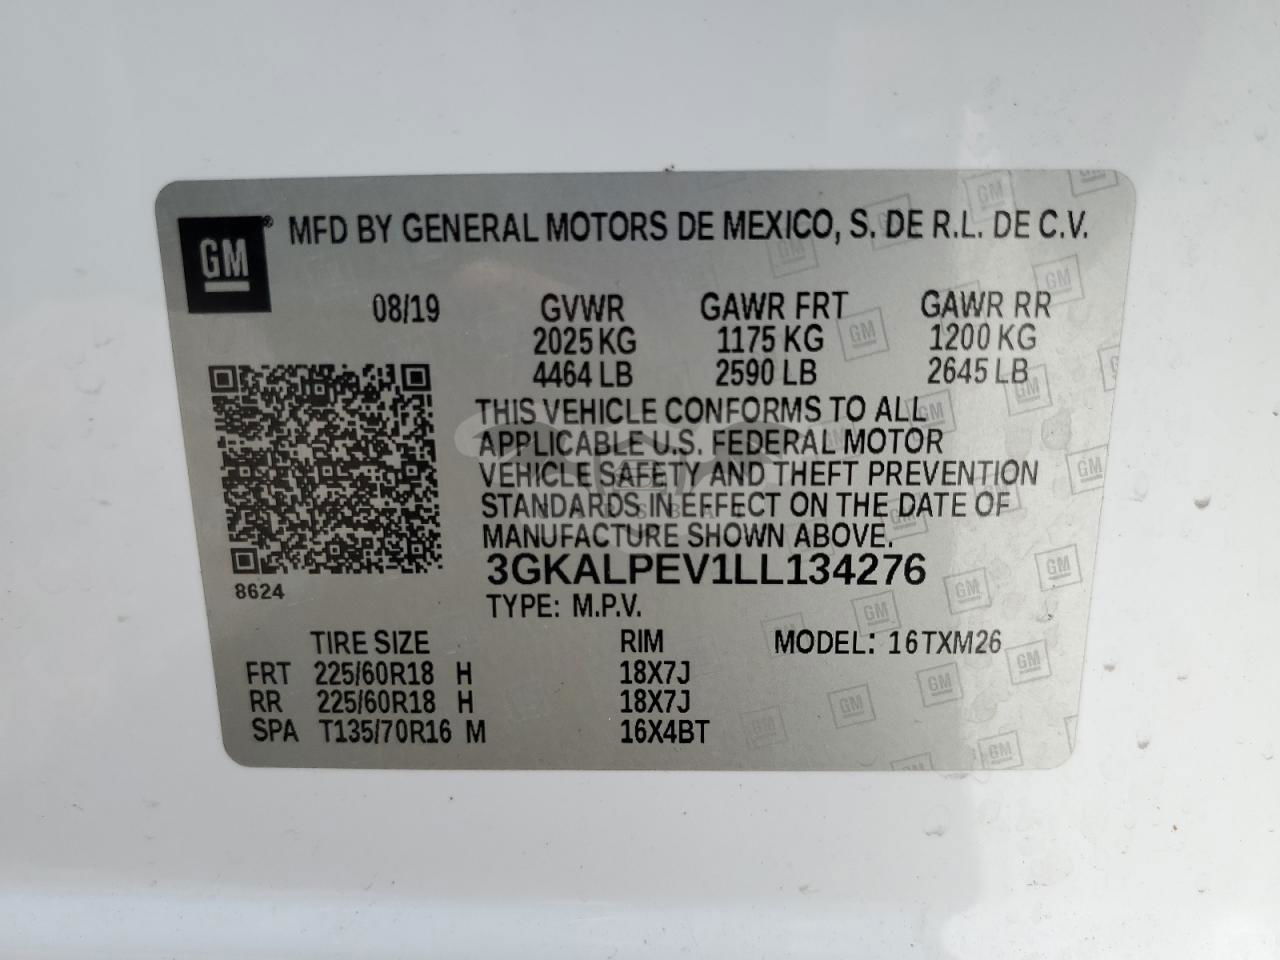 GM® MFD BY GENERAL MOTORS DE MEXICO, S. DE R.L. DE C.V.
08/19 GVWR GAWR FRT GAWR RR
2025 KG 1175 KG 1200 KG
4464 LB 2590 LB 2645 LB
THIS VEHICLE CONFORMS TO ALL
APPLICABLE U.S. FEDERAL MOTOR
VEHICLE SAFETY AND THEFT PREVENTION
STANDARDS IN EFFECT ON THE DATE OF
MANUFACTURE SHOWN ABOVE.
3GKALPEV1LL134276
8624
TYPE: M.P.V.
TIRE SIZE RIM MODEL: 16TXM26
FRT 225/60R18 H 18X7J
RR 225/60R18 H 18X7J
SPA T135/70R16 M 16X4BT